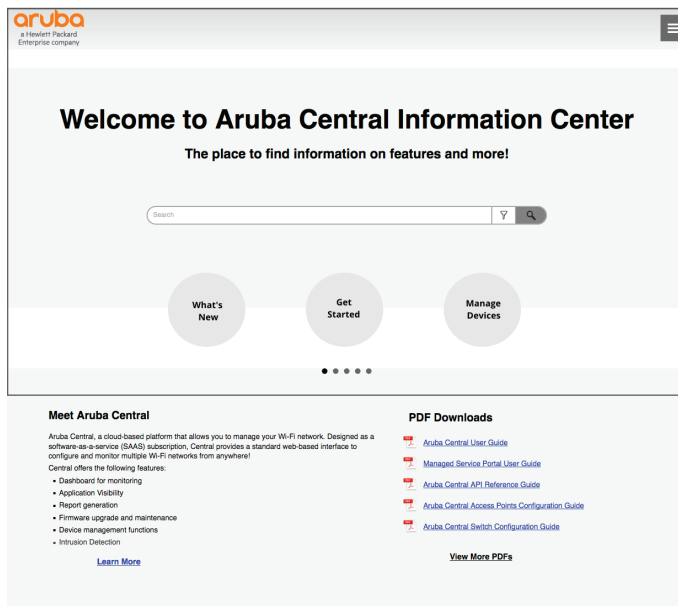 aruba
a Hewlett Packard
Enterprise company
Welcome to Aruba Central Information Center
The place to find information on features and more!
Search
What's
New
Get
Started
Manage
Devices
Meet Aruba Central
Aruba Central, a cloud-based platform that allows you to manage your Wi-Fi network. Designed as a
software-as-a-service (SAAS) subscription, Central provides a standard web-based interface to
configure and monitor multiple Wi-Fi networks from anywhere!
Central offers the following features:
• Dashboard for monitoring
• Application Visibility
• Report generation
• Firmware upgrade and maintenance
• Device management functions
• Intrusion Detection
Learn More
PDF Downloads
PDF Aruba Central User Guide
PDF Managed Service Portal User Guide
PDF Aruba Central API Reference Guide
PDF Aruba Central Access Points Configuration Guide
PDF Aruba Central Switch Configuration Guide
View More PDFs